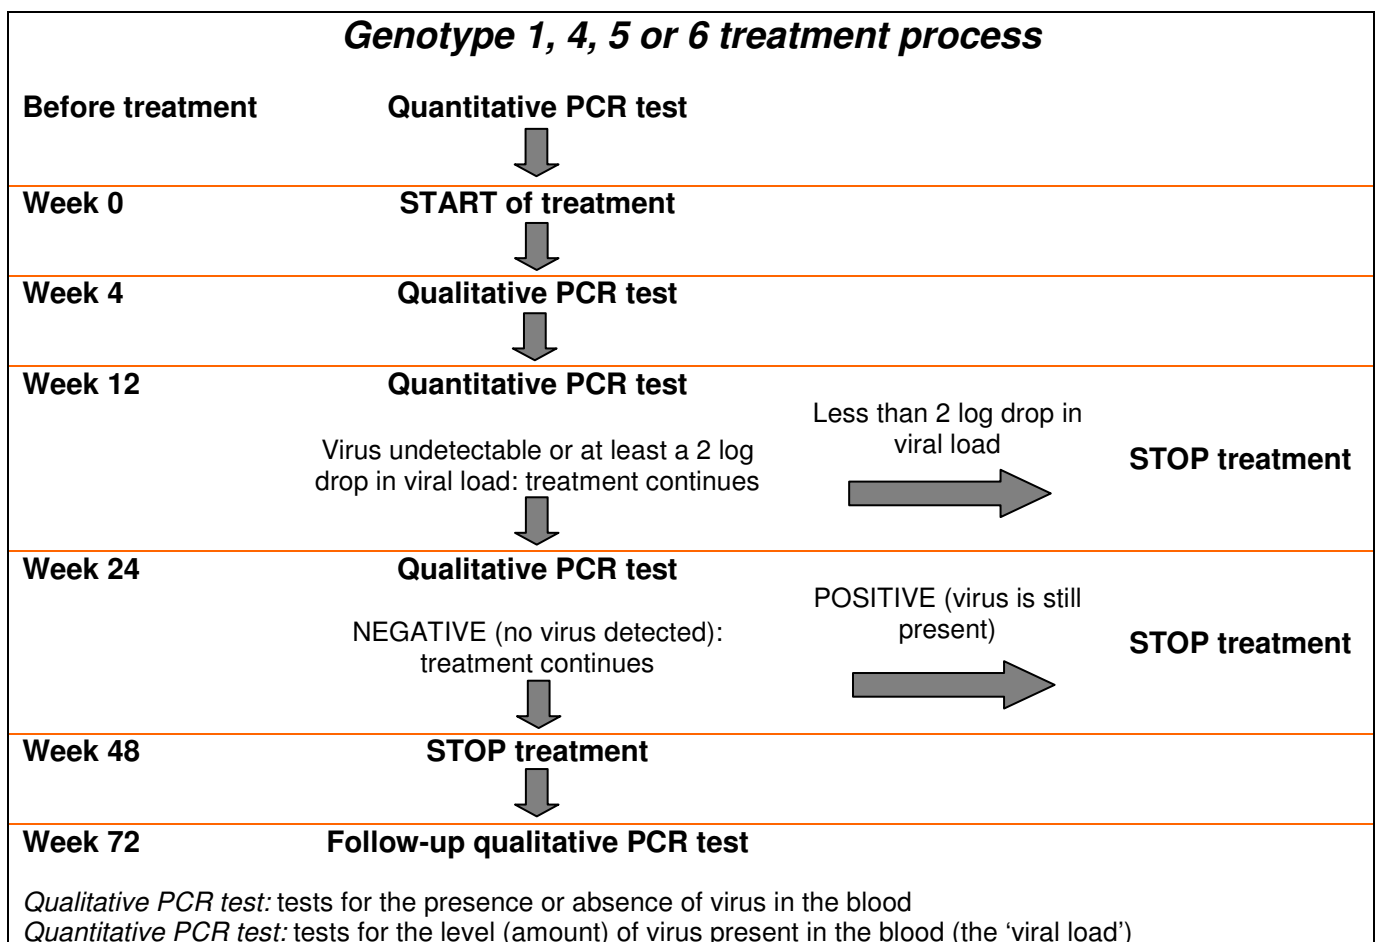 Genotype 1, 4, 5 or 6 treatment process
Before treatment Quantitative PCR test
Week 0 START of treatment
Week 4 Qualitative PCR test
Week 12 Quantitative PCR test
Virus undetectable or at least a 2 log
drop in viral load: treatment continues
Less than 2 log drop in
viral load
STOP treatment
Week 24 Qualitative PCR test
NEGATIVE (no virus detected):
treatment continues
POSITIVE (virus is still
present)
STOP treatment
Week 48 STOP treatment
Week 72 Follow-up qualitative PCR test
Qualitative PCR test: tests for the presence or absence of virus in the blood
Quantitative PCR test: tests for the level (amount) of virus present in the blood (the ‘viral load’)